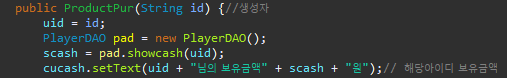 public ProductPur(String id) {//생성자
uid = id;
PlayerDAO pad = new PlayerDAO();
scash = pad.showcash(uid);
cucash.setText(uid + "님의 보유금액" + scash + "원");// 해당아이디 보유금액